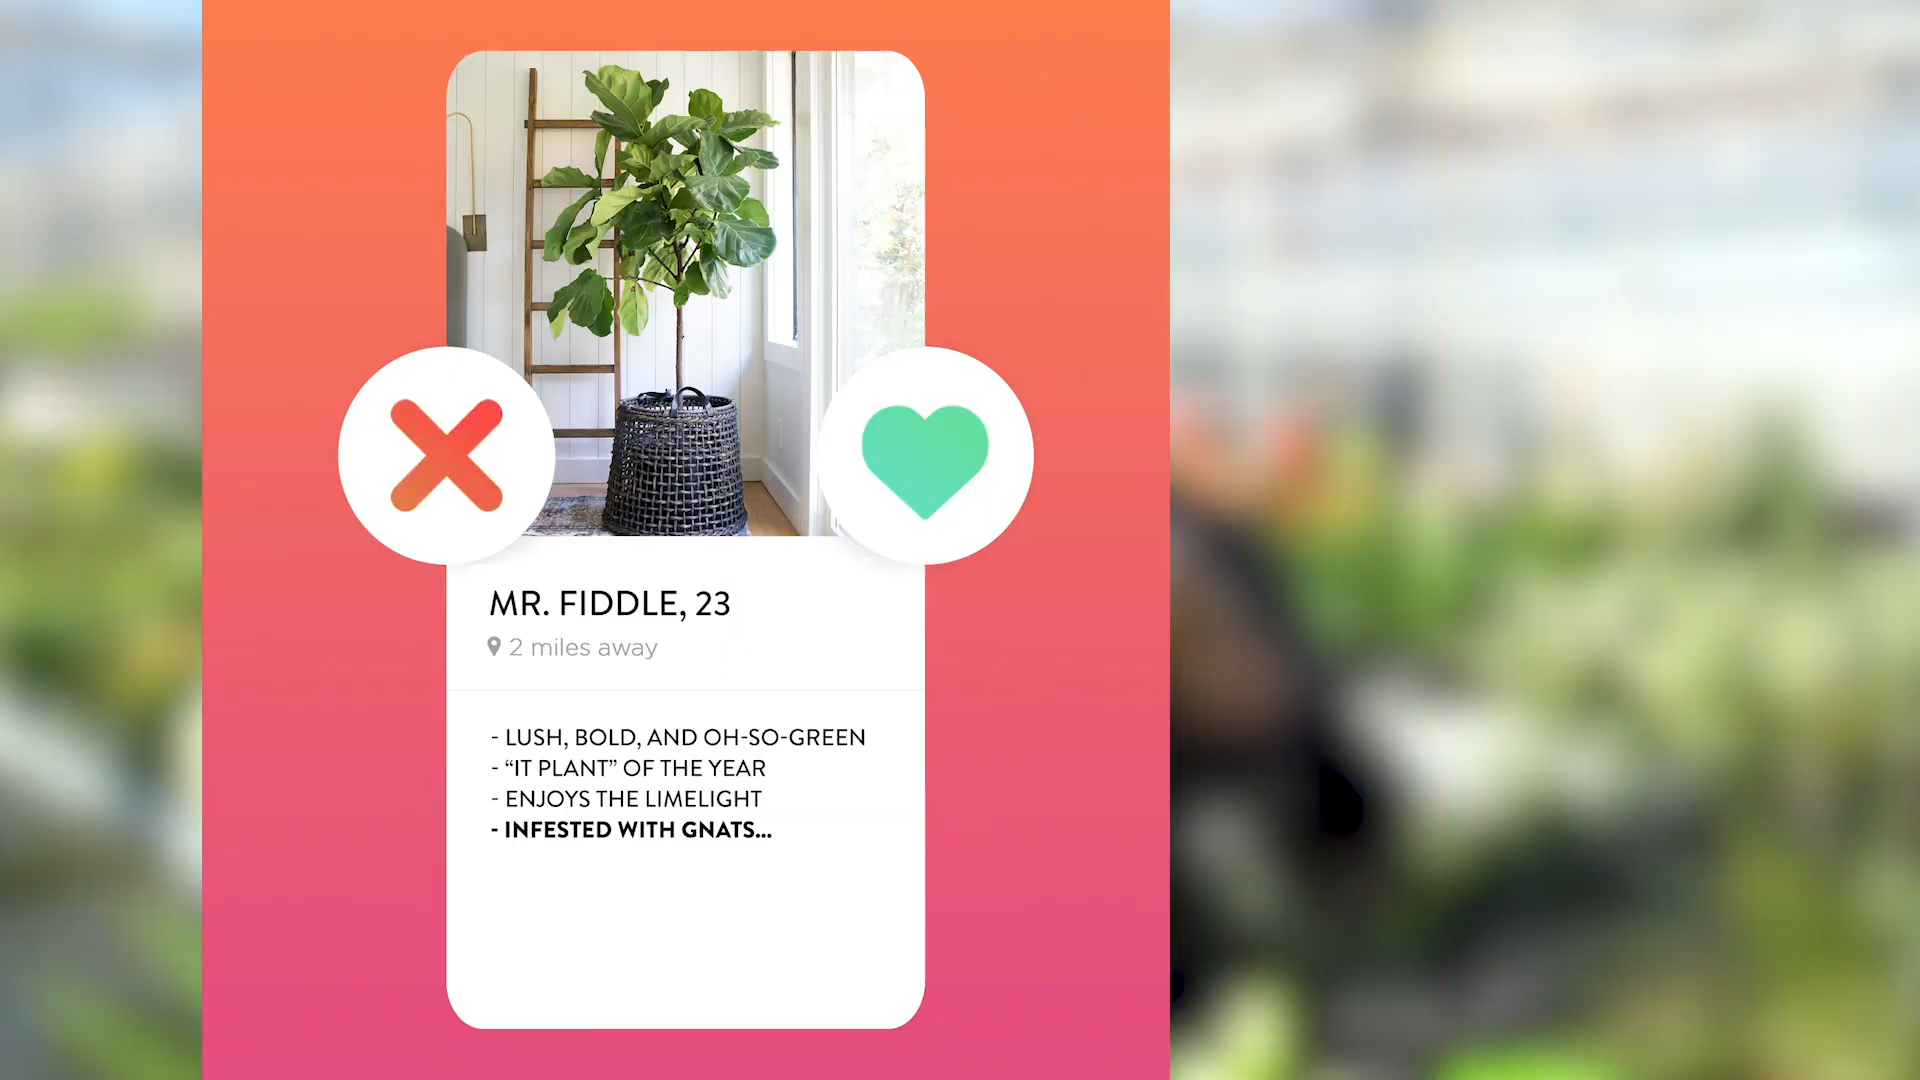 MR. FIDDLE, 23
2 miles away
- LUSH, BOLD, AND OH-SO-GREEN
- “IT PLANT” OF THE YEAR
- ENJOYS THE LIMELIGHT
- INFESTED WITH GNATS...